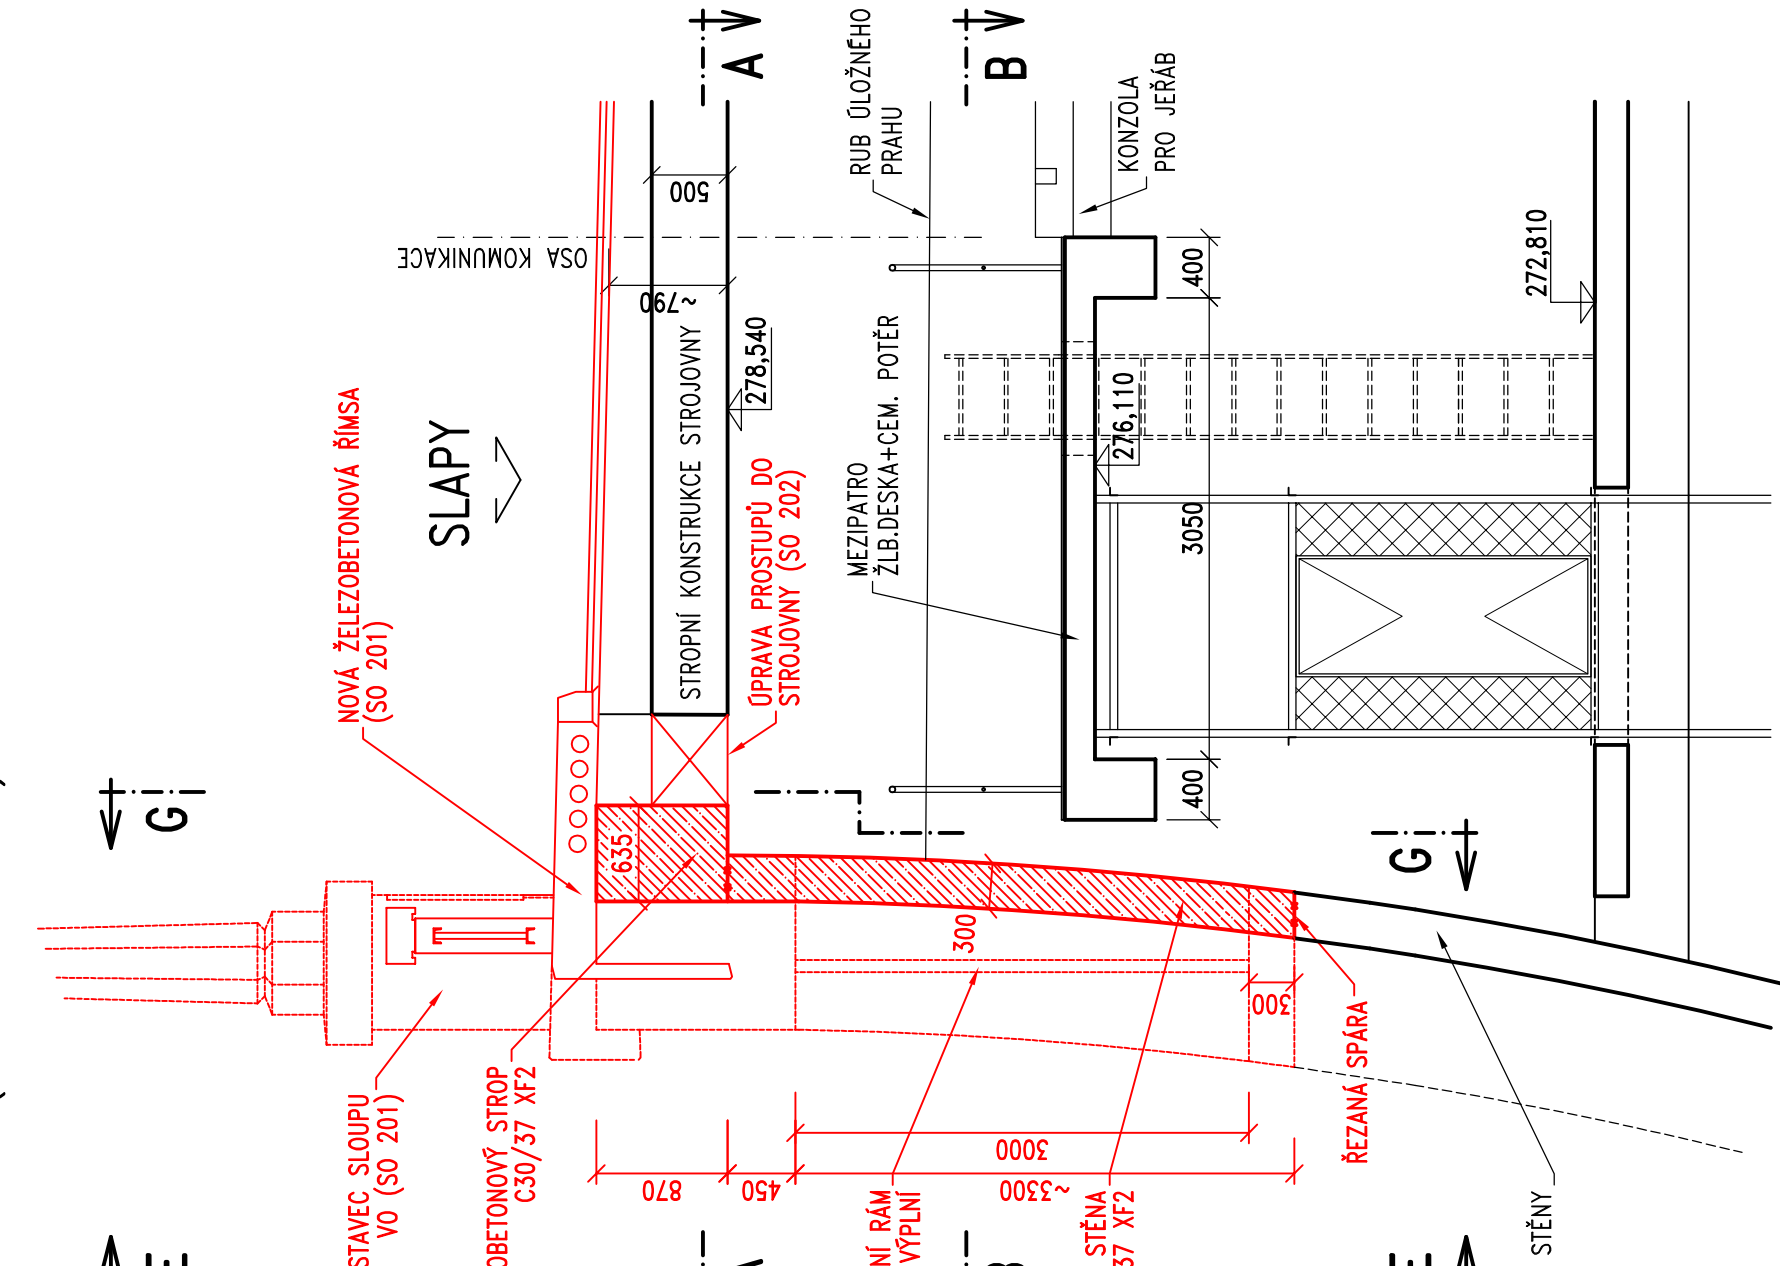 A
B
RUB ÚLOŽNÉHO
PRAHU
KONZOLA
PRO JEŘÁB
500
OSA KOMUNIKACE
~790
STROPNÍ KONSTRUKCE STROJOVNY
278,540
SLAPY
NOVÁ ŽELEZOBETONOVÁ ŘÍMSA
(SO 201)
ÚPRAVA PROSTUPŮ DO
STROJOVNY (SO 202)
MEZIPATRO
ŽLB.DESKA+CEM. POTĚR
276,110
272,810
400
3050
400
G
G
635
300
300
3000
~3300
450
870
STAVEC SLOUPU
VO (SO 201)
OBETONOVÝ STROP
C30/37 XF2
NÍ RÁM
VÝPLNÍ
STĚNA
37 XF2
ŘEZANÁ SPÁRA
STĚNY